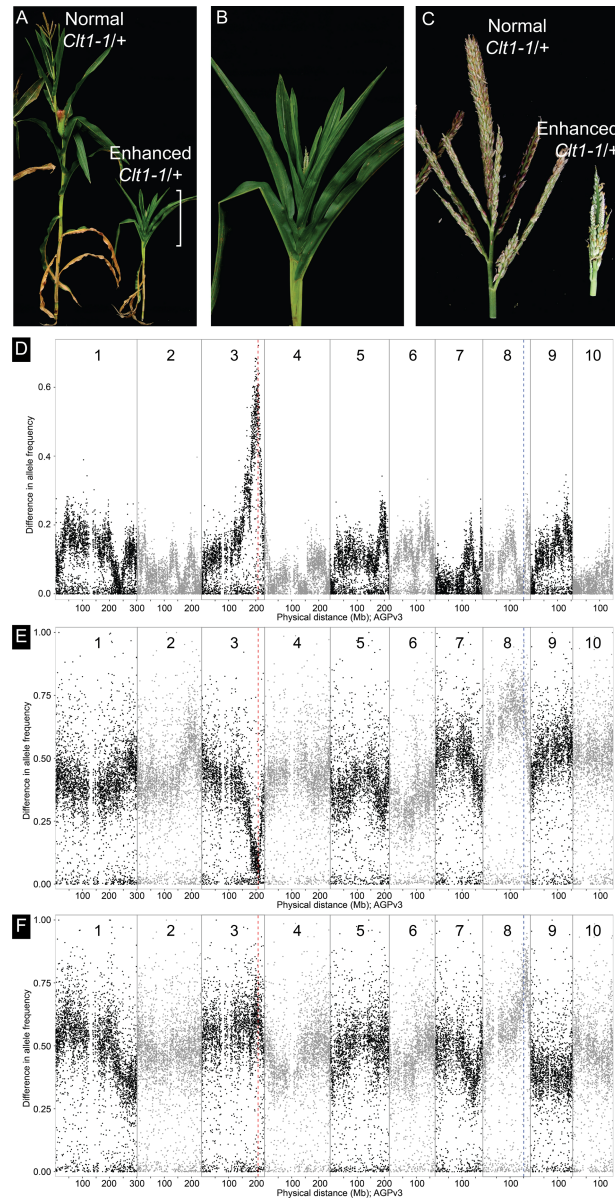 A
Normal
Clt1-1/+
Enhanced
Clt1-1/+
B
C
Normal
Clt1-1/+
Enhanced
Clt1-1/+
D
1 2 3 4 5 6 7 8 9 10
Difference in allele frequency
0.6
0.4
0.2
0.0
100 200 300 100 200 100 200 100 200 100 200 100 100 100 100 100
Physical distance (Mb); AGPv3
E
1 2 3 4 5 6 7 8 9 10
Difference in allele frequency
1.00
0.75
0.50
0.25
0.00
100 200 300 100 200 100 200 100 200 100 200 100 100 100 100 100
Physical distance (Mb); AGPv3
F
1 2 3 4 5 6 7 8 9 10
Difference in allele frequency
1.00
0.75
0.50
0.25
0.00
100 200 300 100 200 100 200 100 200 100 200 100 100 100 100 100
Physical distance (Mb); AGPv3